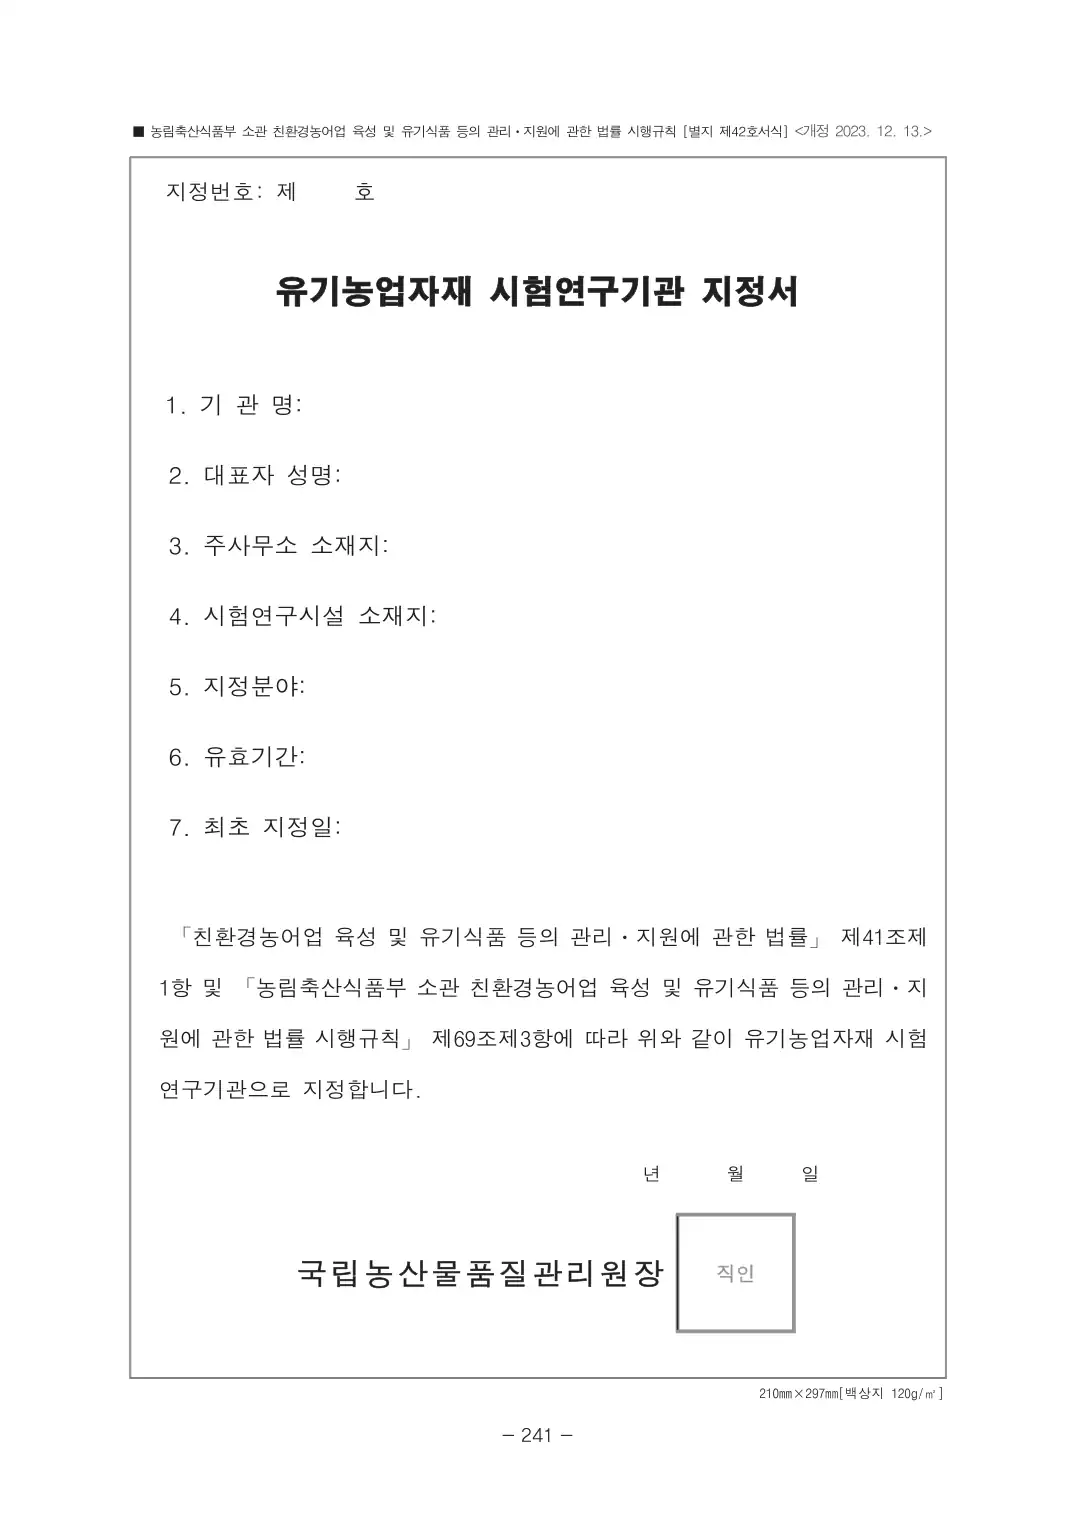 ■ 농림축산식품부 소관 친환경농어업 육성 및 유기식품 등의 관리ㆍ지원에 관한 법률 시행규칙 [별지 제42호서식] <개정 2023. 12. 13.>
지정번호: 제 호
유기농업자재 시험연구기관 지정서
1. 기 관 명:
2. 대표자 성명:
3. 주사무소 소재지:
4. 시험연구시설 소재지:
5. 지정분야:
6. 유효기간:
7. 최초 지정일:
「친환경농어업 육성 및 유기식품 등의 관리ㆍ지원에 관한 법률」 제41조제
1항 및 「농림축산식품부 소관 친환경농어업 육성 및 유기식품 등의 관리ㆍ지
원에 관한 법률 시행규칙」 제69조제3항에 따라 위와 같이 유기농업자재 시험
연구기관으로 지정합니다.
년 월 일
국립농산물품질관리원장 직인
210㎜×297㎜[백상지 120g/㎡]
− 241 −